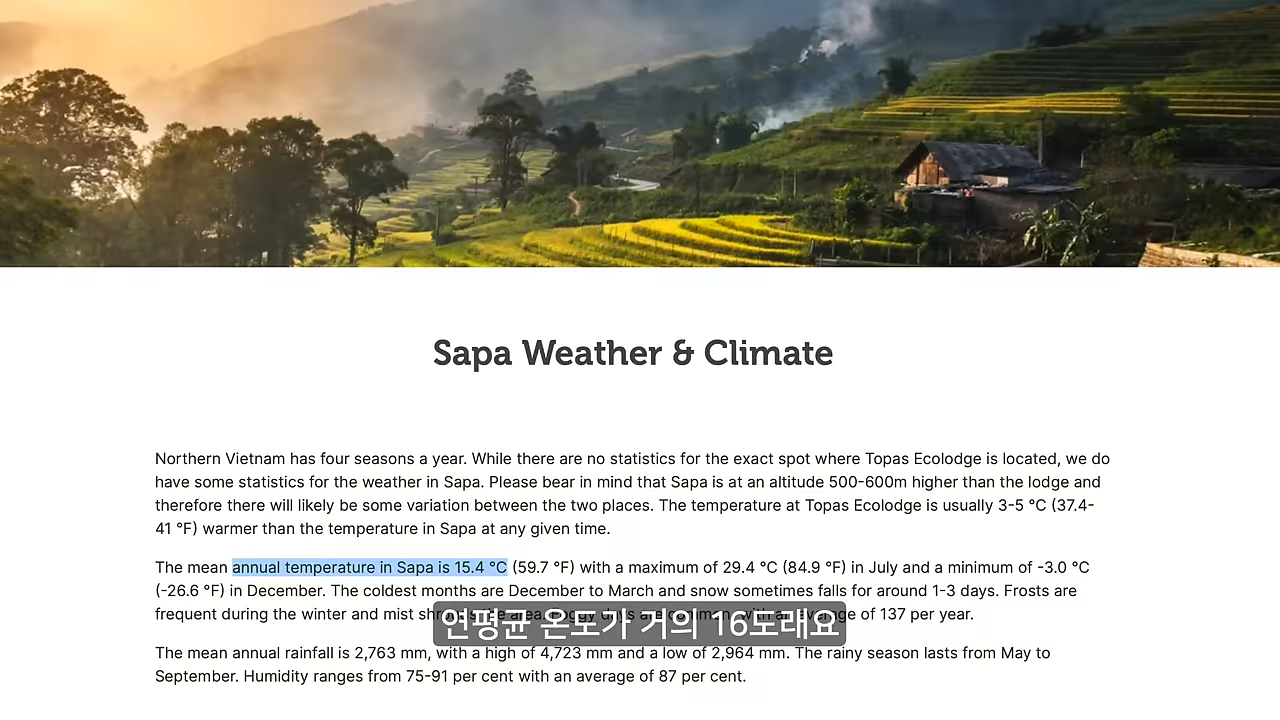 Sapa Weather & Climate
Northern Vietnam has four seasons a year. While there are no statistics for the exact spot where Topas Ecolodge is located, we do
have some statistics for the weather in Sapa. Please bear in mind that Sapa is at an altitude 500-600m higher than the lodge and
therefore there will likely be some variation between the two places. The temperature at Topas Ecolodge is usually 3-5 °C (37.4-
41 °F) warmer than the temperature in Sapa at any given time.
The mean annual temperature in Sapa is 15.4 °C (59.7 °F) with a maximum of 29.4 °C (84.9 °F) in July and a minimum of -3.0 °C
(-26.6 °F) in December. The coldest months are December to March and snow sometimes falls for around 1-3 days. Frosts are
frequent during the winter and mist shrouds the area. Foggy days are common, with an average of 137 per year.
연평균 온도가 거의 16도래요
The mean annual rainfall is 2,763 mm, with a high of 4,723 mm and a low of 2,964 mm. The rainy season lasts from May to
September. Humidity ranges from 75-91 per cent with an average of 87 per cent.